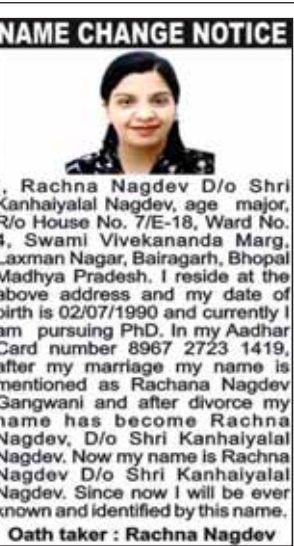 NAME CHANGE NOTICE
, Rachna Nagdev D/o Shri
Kanhaiyalal Nagdev, age major,
R/o House No. 7/E-18, Ward No.
4, Swami Vivekananda Marg,
Laxman Nagar, Bairagarh, Bhopal
Madhya Pradesh. I reside at the
above address and my date of
birth is 02/07/1990 and currently I
am pursuing PhD. In my Aadhar
Card number 8967 2723 1419,
after my marriage my name is
mentioned as Rachana Nagdev
Gangwani and after divorce my
name has become Rachna
Nagdev, D/o Shri Kanhaiyalal
Nagdev. Now my name is Rachna
Nagdev D/o Shri Kanhaiyalal
Nagdev. Since now I will be ever
known and identified by this name.
Oath taker : Rachna Nagdev